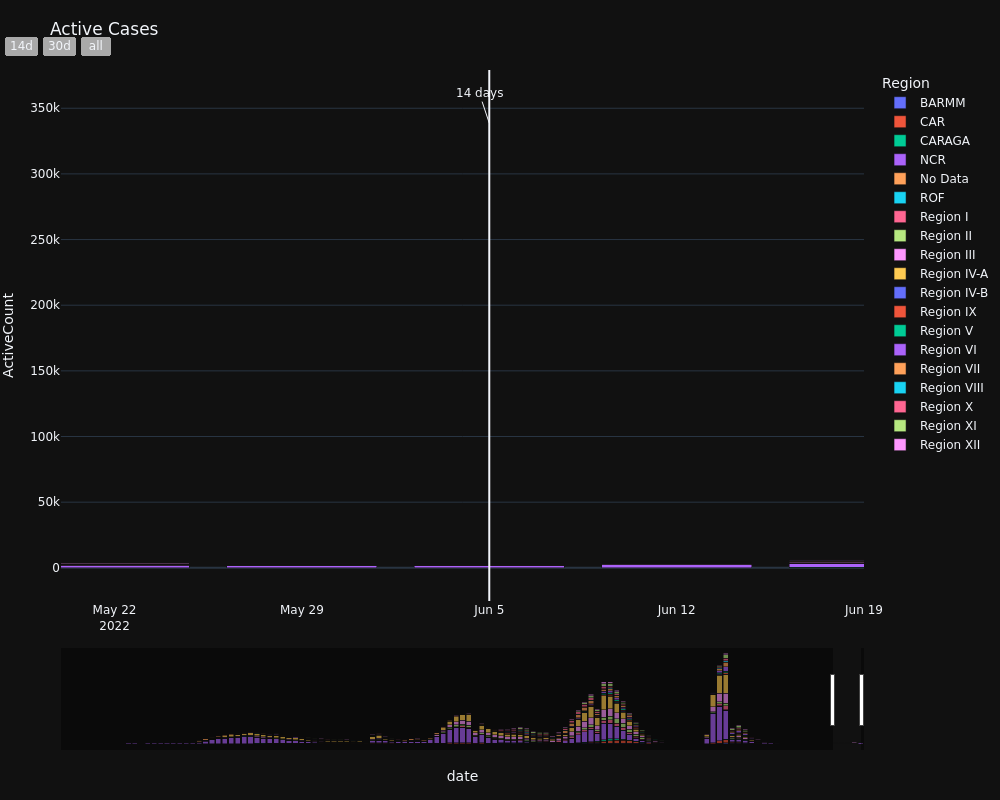 Active Cases
14d
30d
all
14 days
350k
300k
250k
200k
150k
100k
50k
0
ActiveCount
May 22
2022
May 29
Jun 5
Jun 12
Jun 19
date
Region
BARMM
CAR
CARAGA
NCR
No Data
ROF
Region I
Region II
Region III
Region IV-A
Region IV-B
Region IX
Region V
Region VI
Region VII
Region VIII
Region X
Region XI
Region XII